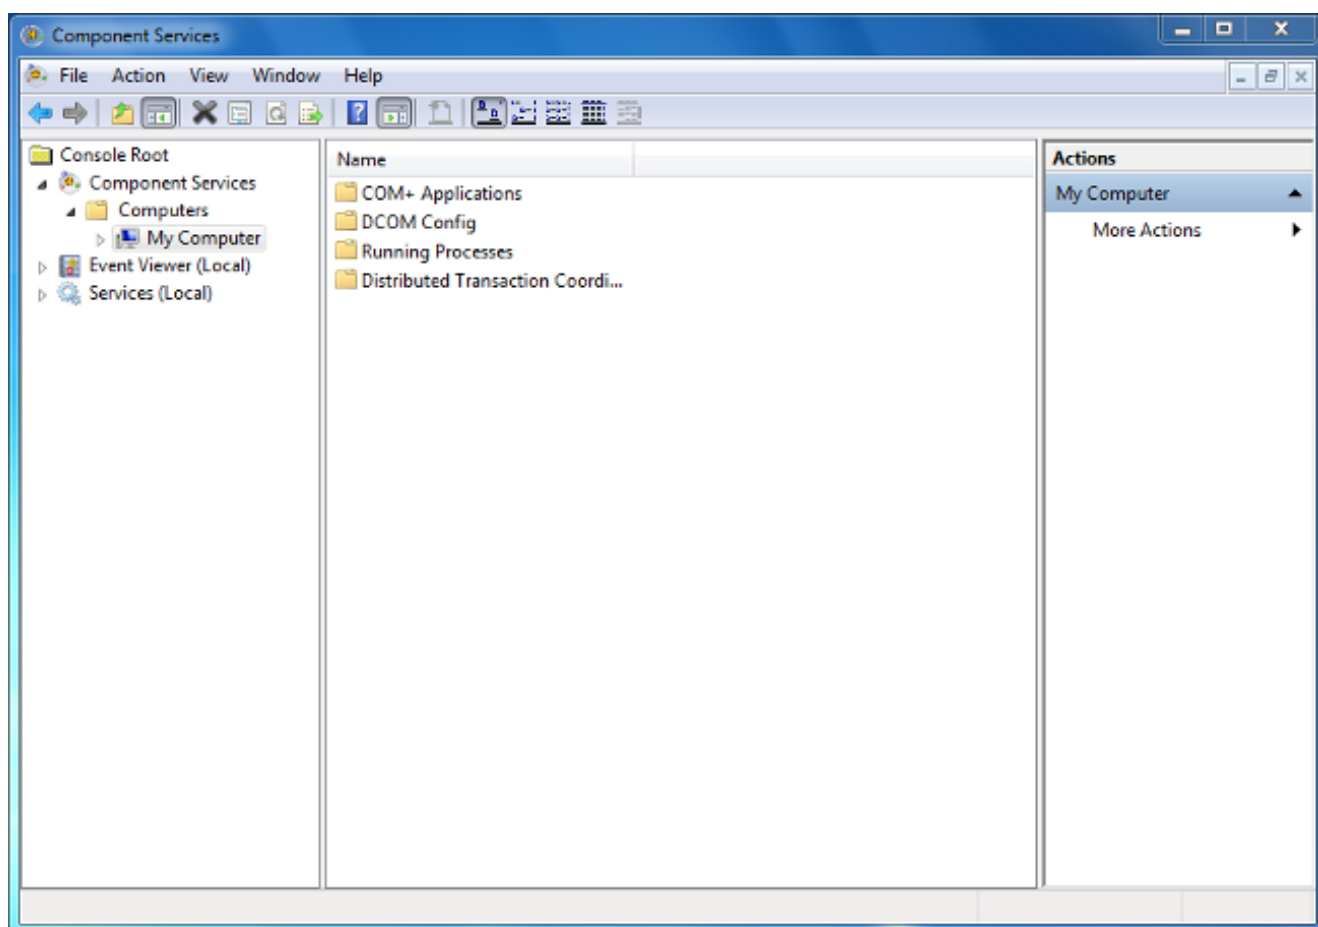 Component Services
File Action View Window Help
Console Root
Component Services
Computers
My Computer
Event Viewer (Local)
Services (Local)
Name
COM+ Applications
DCOM Config
Running Processes
Distributed Transaction Coordi...
Actions
My Computer
More Actions